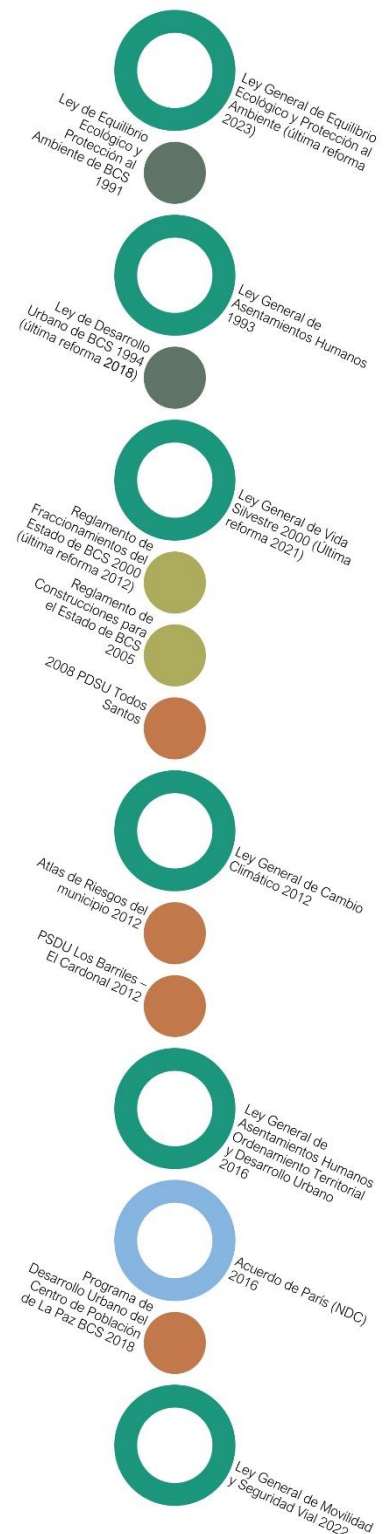 Ley General de Equilibrio
Ecológico y Protección al
Ambiente (última reforma
2023)
Ley de Equilibrio
Ecológico y
Protección al
Ambiente de BCS
1991
Ley General de
Asentamientos Humanos
1993
Ley de Desarrollo
Urbano de BCS 1994
(última reforma 2018)
Ley General de Vida
Silvestre 2000 (Última
reforma 2021)
Reglamento de
Fraccionamientos del
Estado de BCS 2000
(última reforma 2012)
Reglamento de
Construcciones para
el Estado de BCS
2005
2008 PDSU Todos
Santos
Ley General de Cambio
Climático 2012
Atlas de Riesgos del
municipio 2012
PSDU Los Barriles –
El Cardonal 2012
Ley General de
Asentamientos Humanos
Ordenamiento Territorial
y Desarrollo Urbano
2016
Acuerdo de París (NDC)
2016
Programa de
Desarrollo Urbano del
Centro de Población
de La Paz BCS 2018
Ley General de Movilidad
y Seguridad Vial 2022